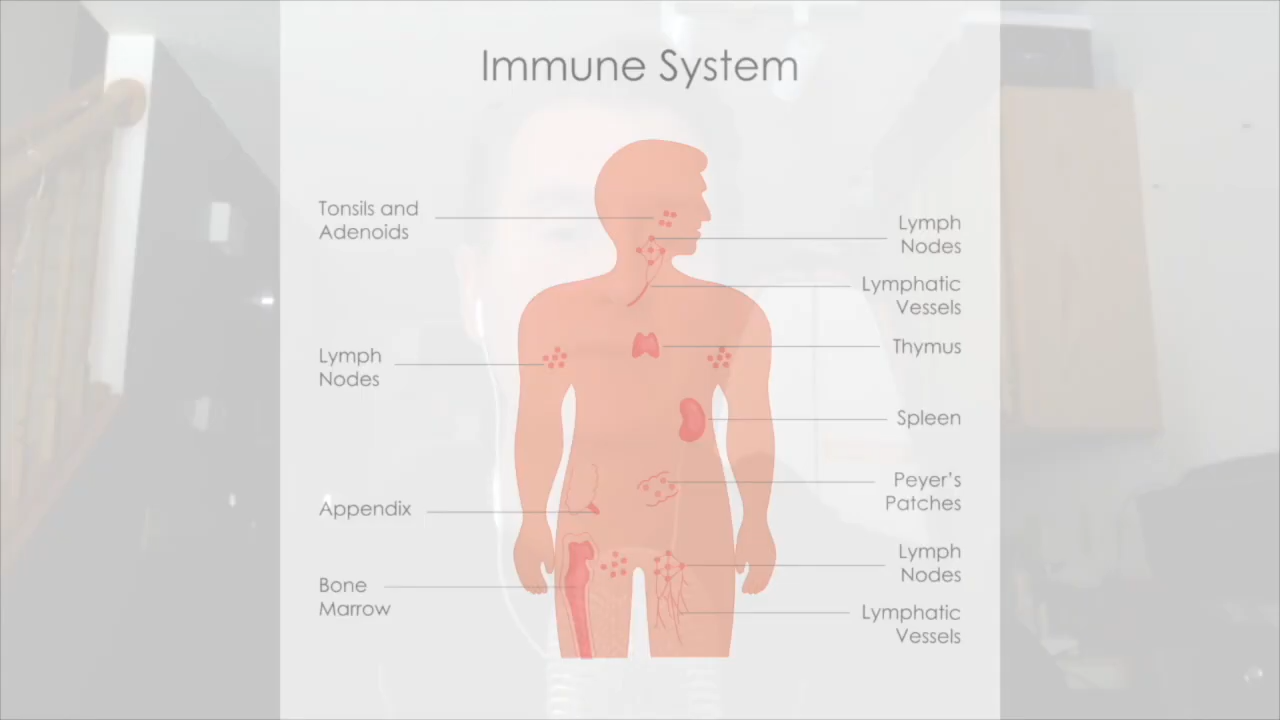 Immune System
Tonsils and
Adenoids
Lymph
Nodes
Appendix
Bone
Marrow
Lymph
Nodes
Lymphatic
Vessels
Thymus
Spleen
Peyer's
Patches
Lymph
Nodes
Lymphatic
Vessels